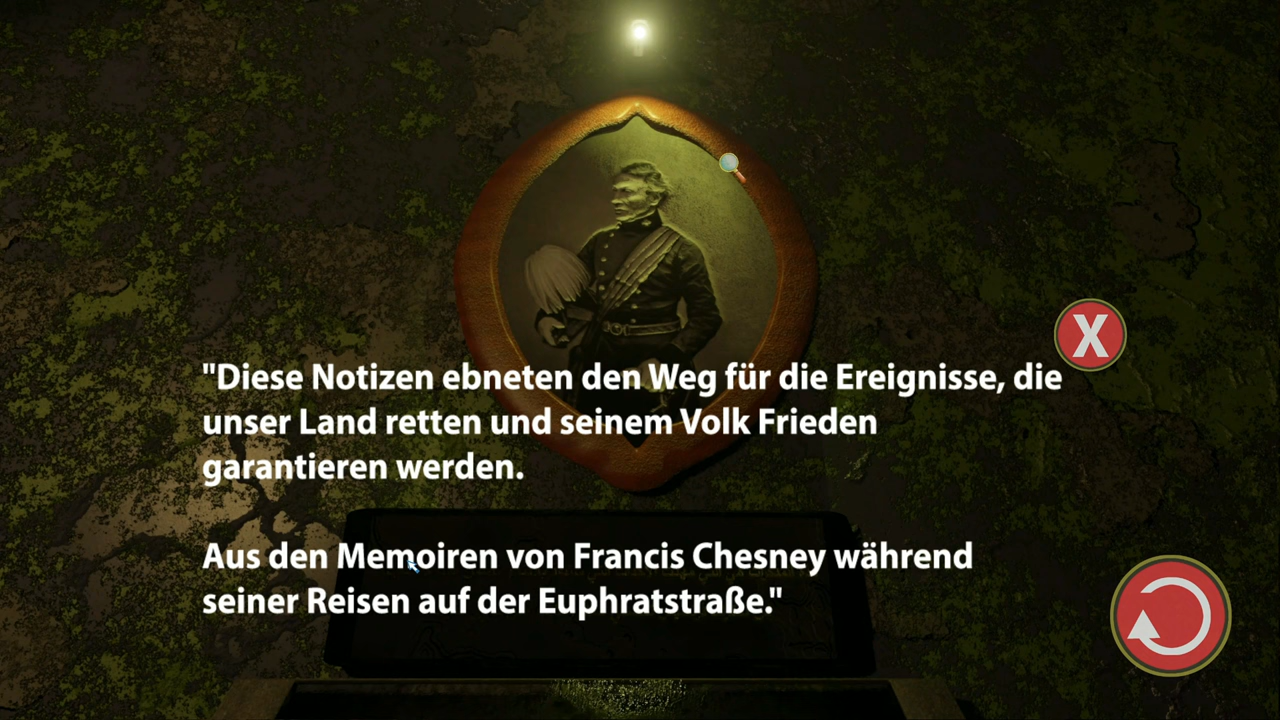 "Diese Notizen ebneten den Weg für die Ereignisse, die
unser Land retten und seinem Volk Frieden
garantieren werden.
Aus den Memoiren von Francis Chesney während
seiner Reisen auf der Euphratstraße."
X